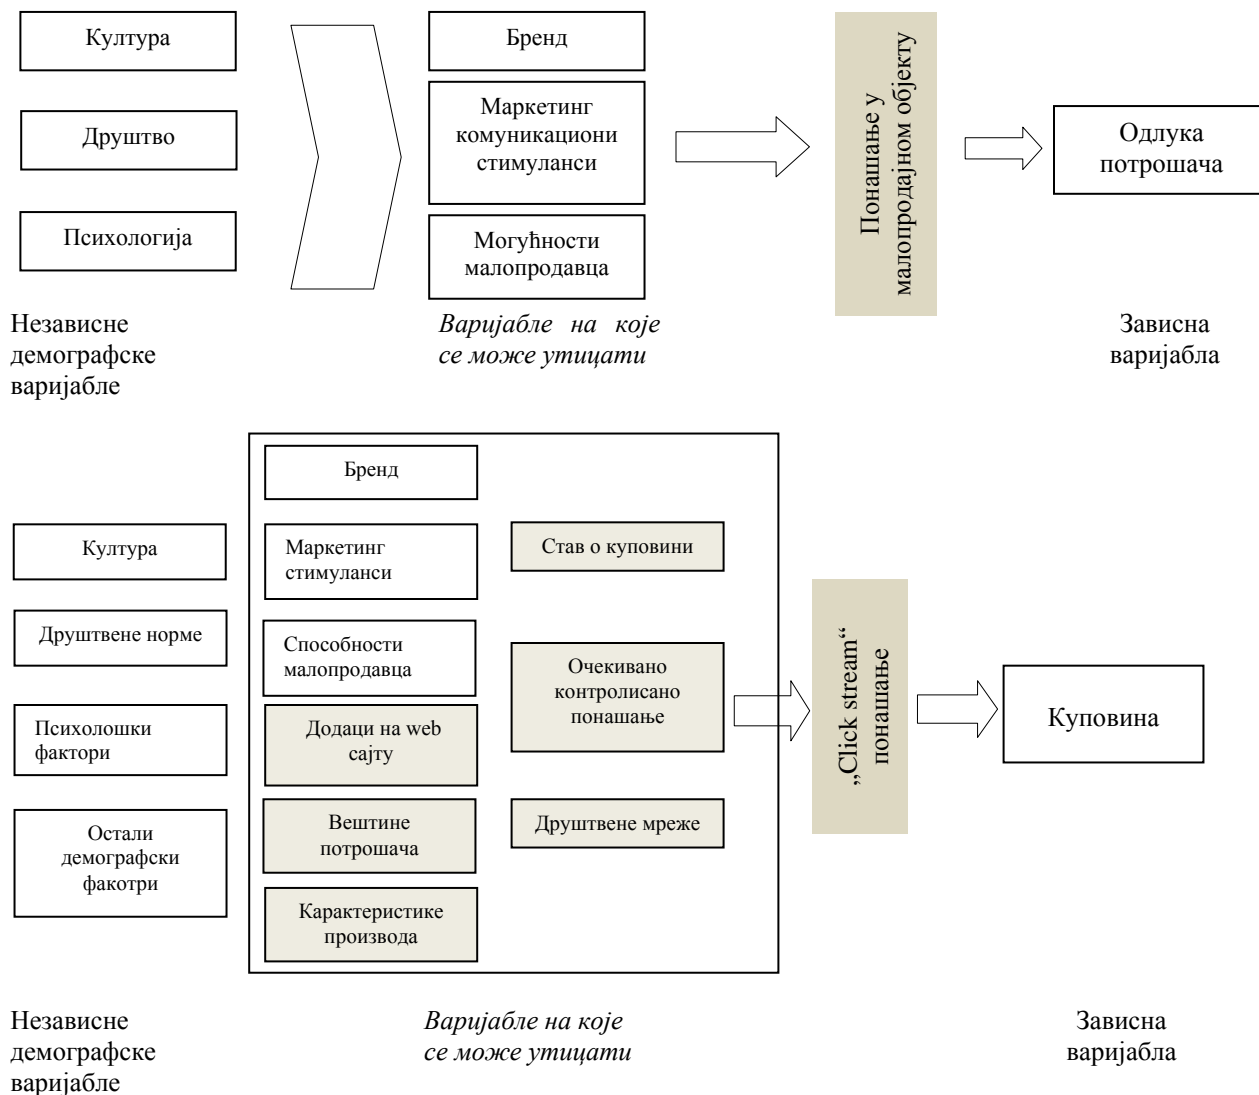 Култура
Друштво
Психологија
Независне
демографске
варијабле
Бренд
Маркетинг
комуникациони
стимуланси
Могућности
малопродавца
Варијабле на које
се може утицати
Понашање у
малопродајном објекту
Одлука
потрошача
Зависна
варијабла
Култура
Друштвене норме
Психолошки
фактори
Остали
демографски
факотри
Независне
демографске
варијабле
Бренд
Маркетинг
стимуланси
Способности
малопродавца
Додаци на web
сајту
Вештине
потрошача
Карактеристике
производа
Став о куповини
Очекивано
контролисано
понашање
Друштвене мреже
Варијабле на које
се може утицати
„Click stream“
понашање
Куповина
Зависна
варијабла